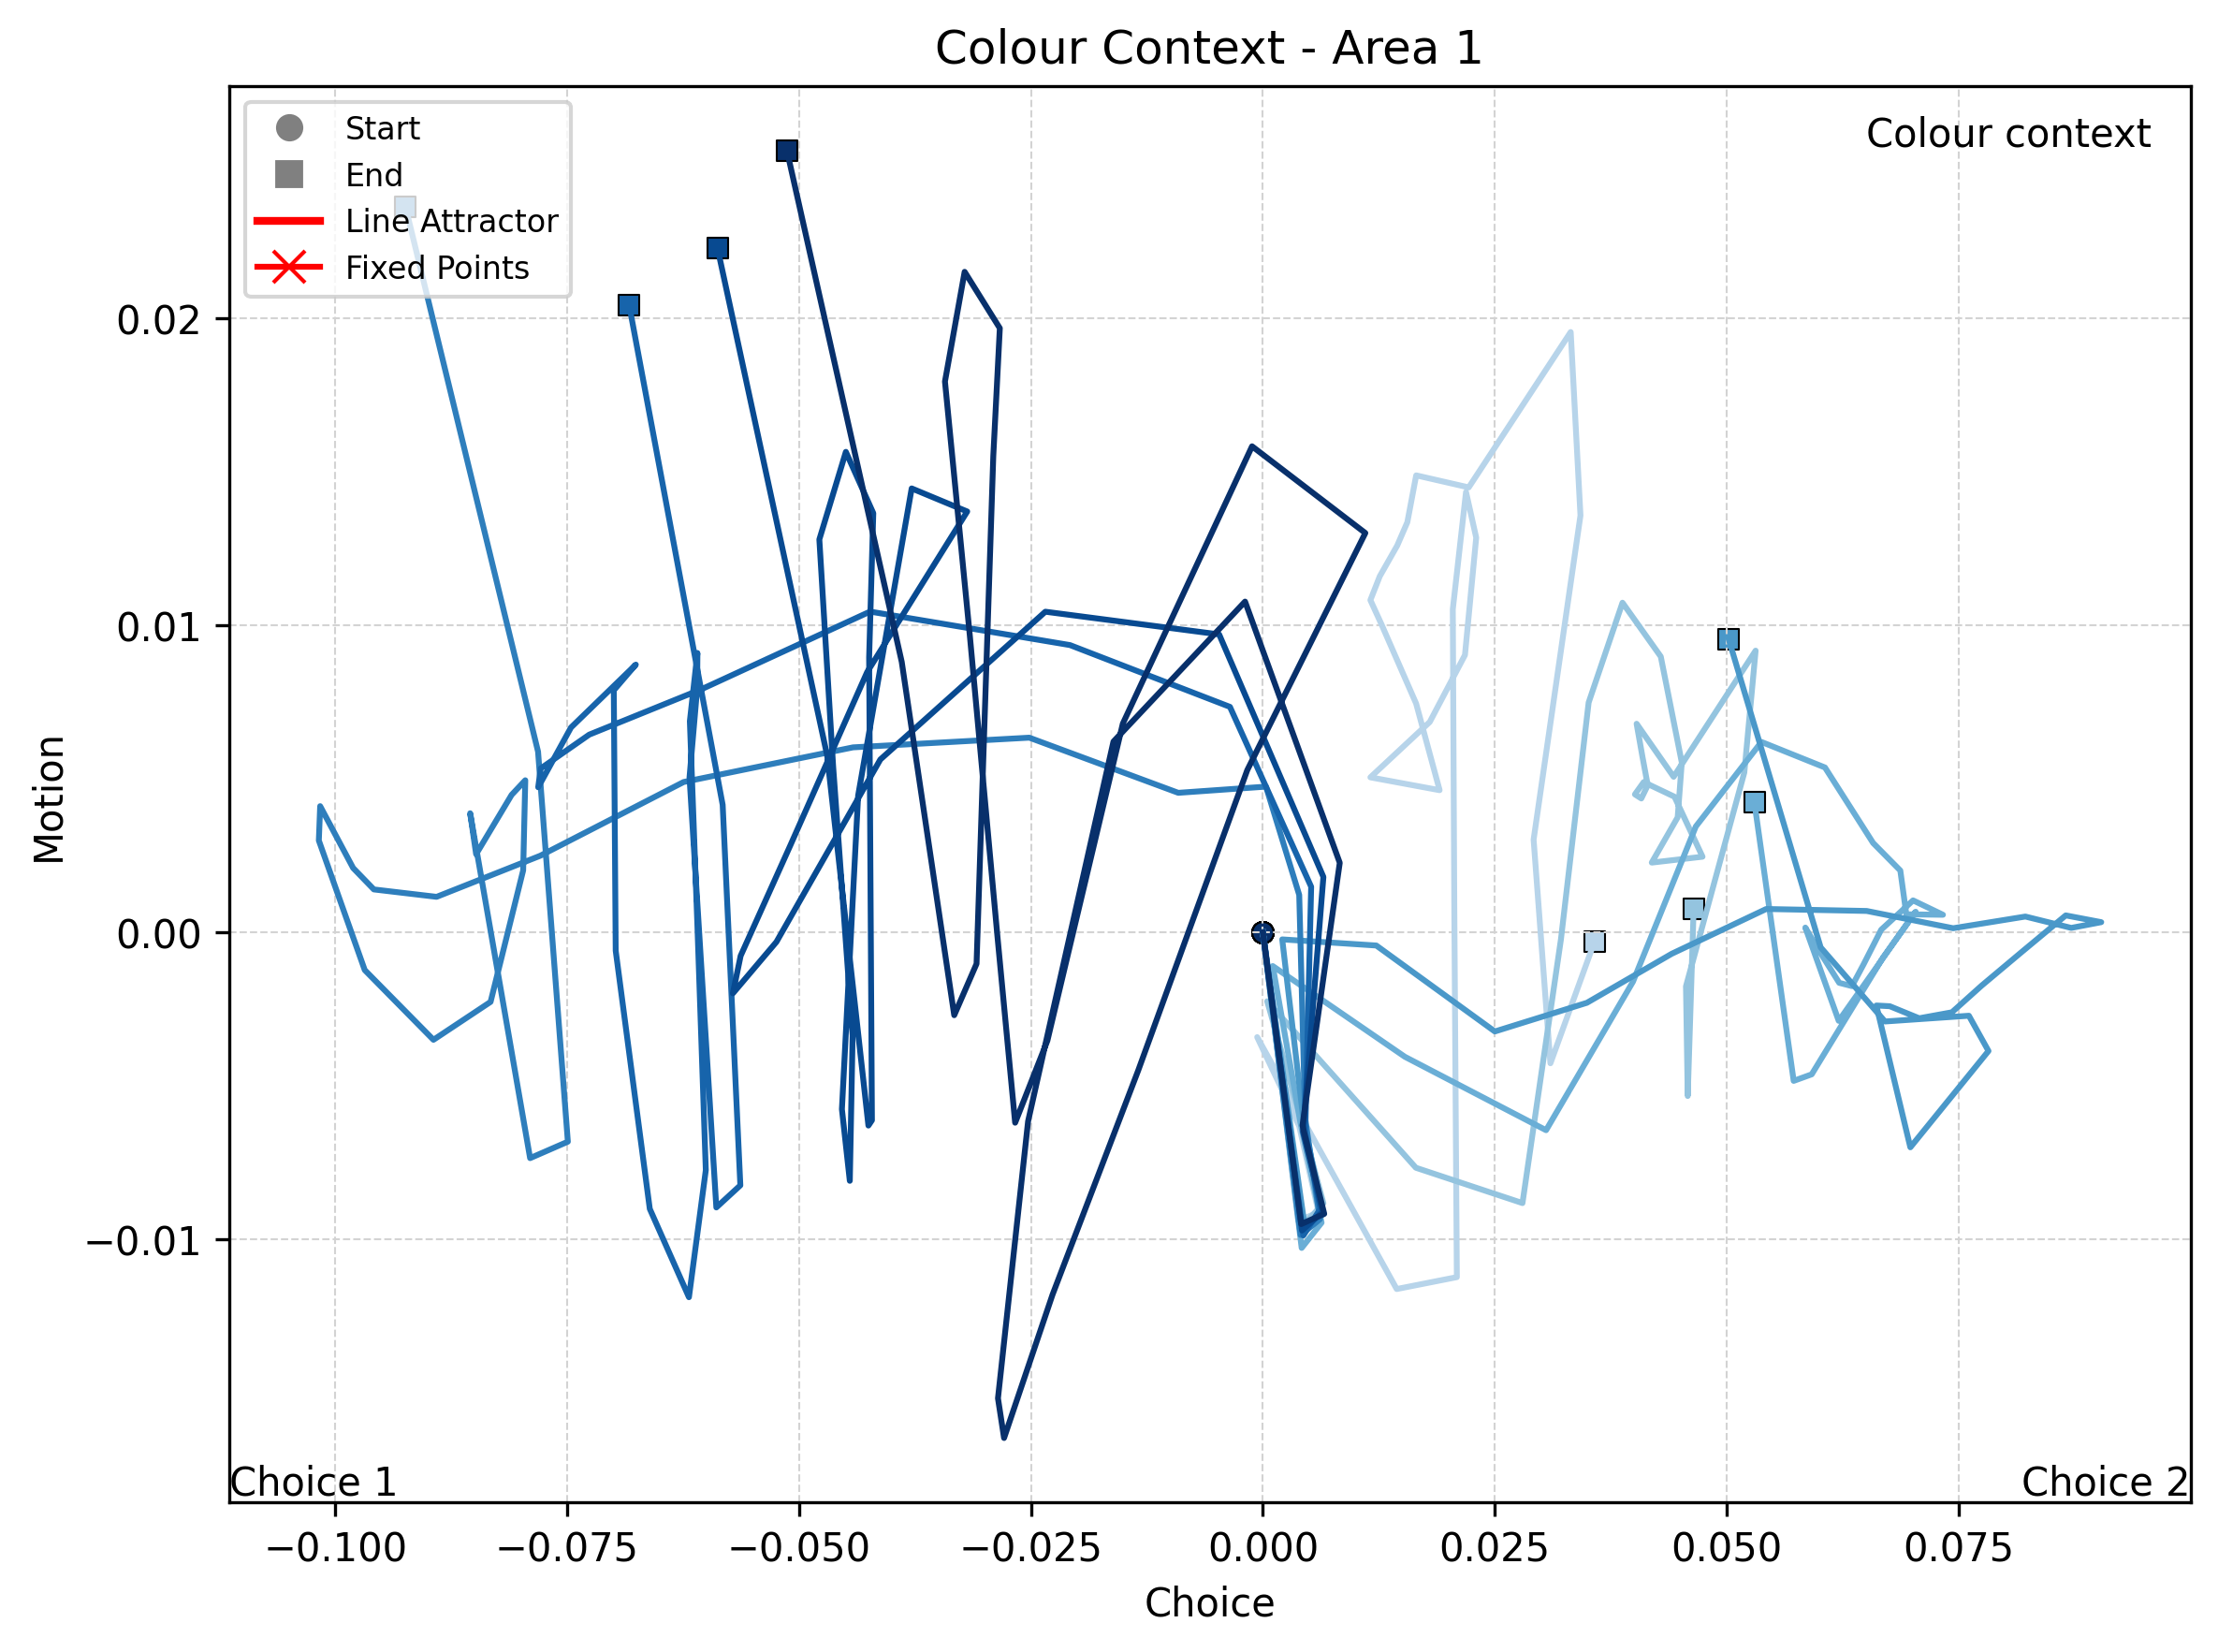 Colour Context - Area 1
Start
End
Line Attractor
Fixed Points
Colour context
0.02
0.01
0.00
−0.01
Motion
Choice 1
Choice 2
−0.100
−0.075
−0.050
−0.025
0.000
0.025
0.050
0.075
Choice